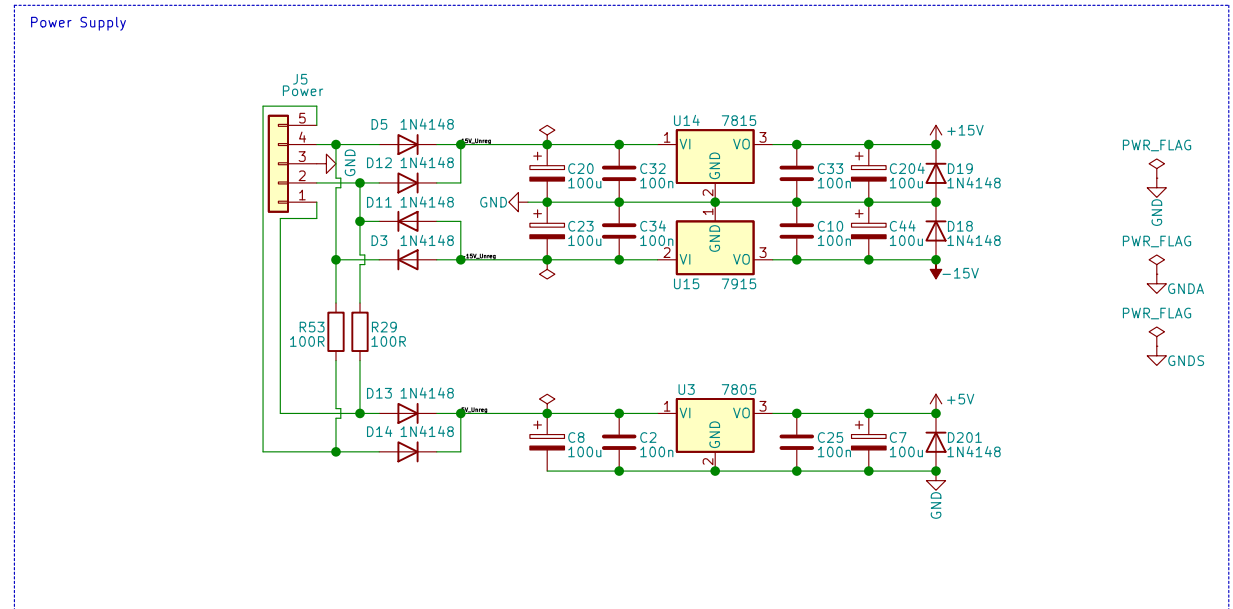 Power Supply
J5
Power
5
4
3
2
1
GND
D5 1N4148
D12 1N4148
D11 1N4148
D3 1N4148
15V_Unreg
-15V_Unreg
GND
+
C20
100u
C32
100n
+
C23
100u
C34
100n
U14 7815
1 VI VO 3
GND
2
1
GND
2 VI VO 3
U15 7915
C33
100n
+
C204
100u
C10
100n
+
C44
100u
+15V
D19
1N4148
D18
1N4148
-15V
PWR_FLAG
GND
PWR_FLAG
GNDA
PWR_FLAG
GNDS
R53
100R
R29
100R
D13 1N4148
D14 1N4148
5V_Unreg
+
C8
100u
C2
100n
U3 7805
1 VI VO 3
GND
2
C25
100n
+
C7
100u
+5V
D201
1N4148
GND